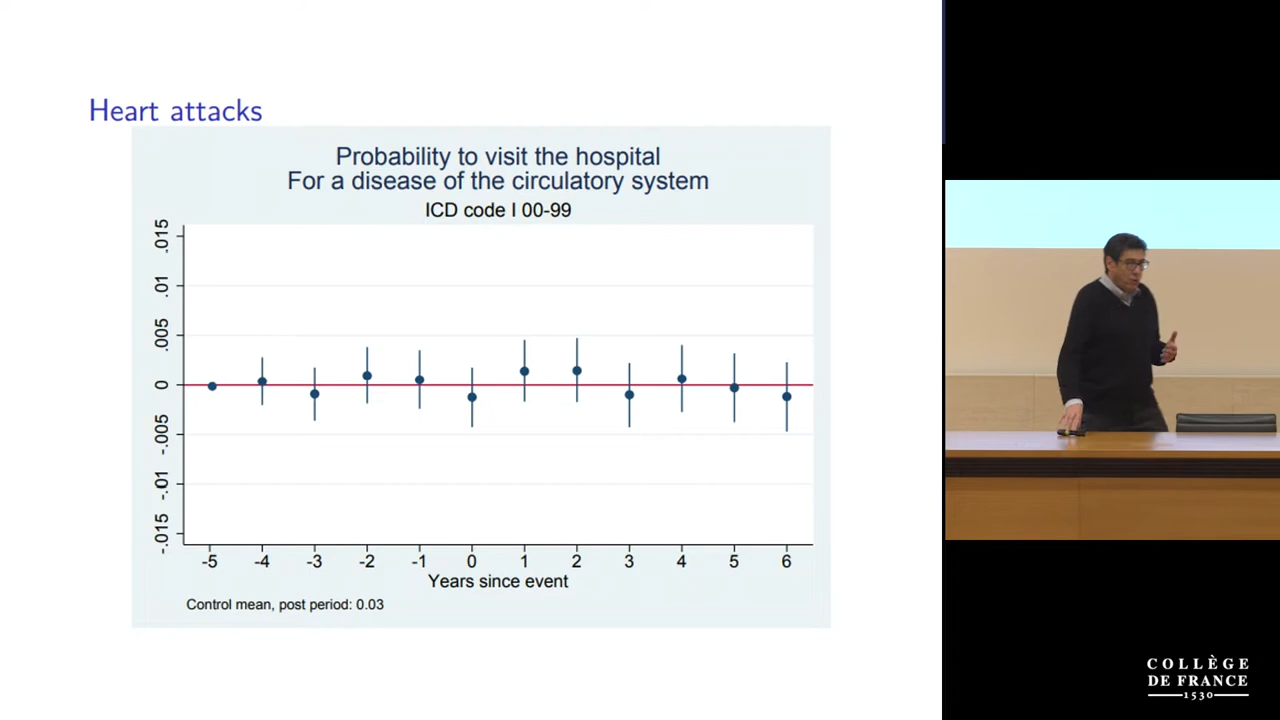 Heart attacks
Probability to visit the hospital
For a disease of the circulatory system
ICD code I 00-99
.015
.01
.005
0
-.005
-.01
-.015
-5 -4 -3 -2 -1 0 1 2 3 4 5 6
Years since event
Control mean, post period: 0.03
COLLÈGE
DE FRANCE
1530